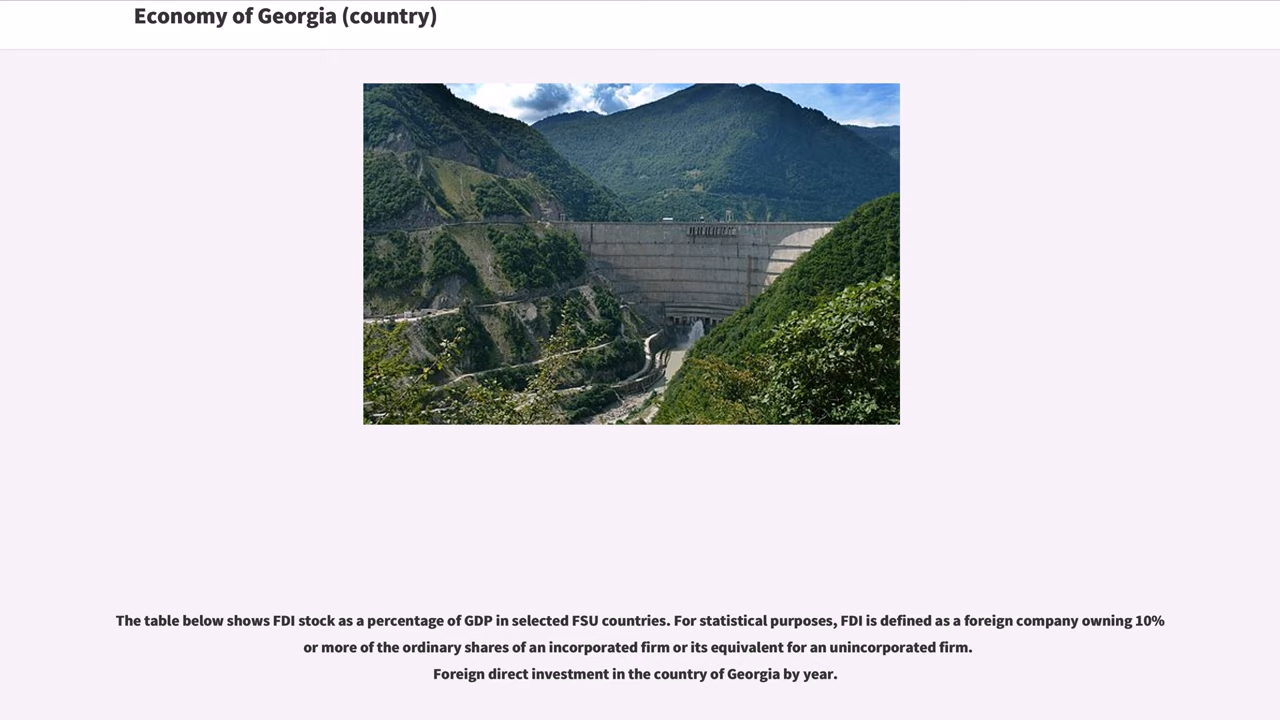 Economy of Georgia (country)
The table below shows FDI stock as a percentage of GDP in selected FSU countries. For statistical purposes, FDI is defined as a foreign company owning 10%
or more of the ordinary shares of an incorporated firm or its equivalent for an unincorporated firm.
Foreign direct investment in the country of Georgia by year.